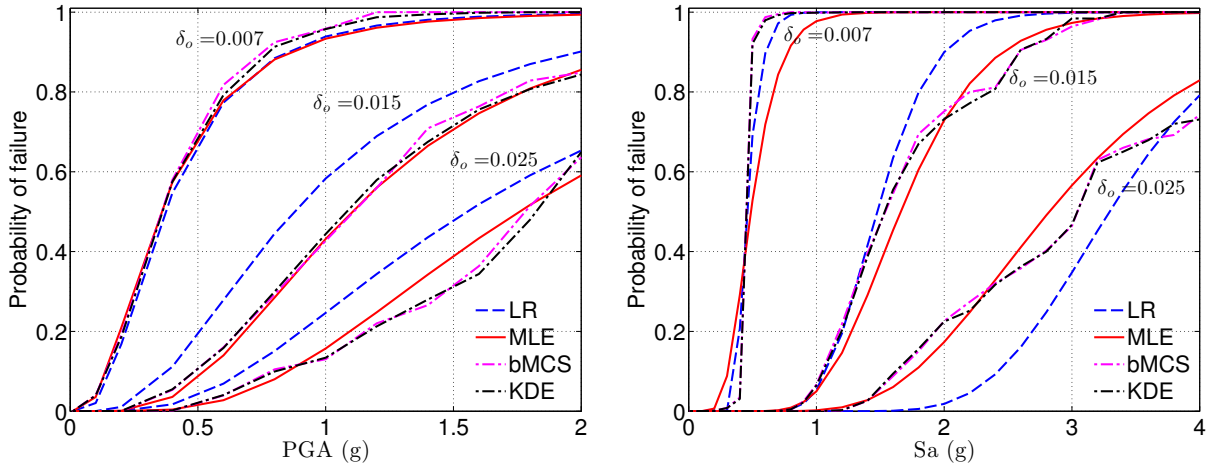 Probability of failure
1
0.8
0.6
0.4
0.2
0
0
0.5
1
1.5
2
PGA (g)
δₒ=0.007
δₒ=0.015
δₒ=0.025
LR
MLE
bMCS
KDE
Probability of failure
1
0.8
0.6
0.4
0.2
0
0
1
2
3
4
Sa (g)
δₒ=0.007
δₒ=0.015
δₒ=0.025
LR
MLE
bMCS
KDE